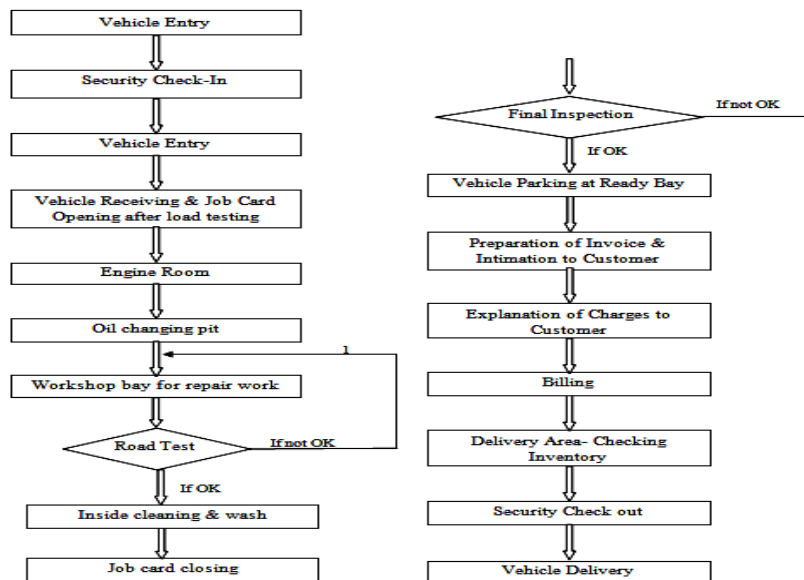 Vehicle Entry
Security Check-In
Vehicle Entry
Vehicle Receiving & Job Card
Opening after load testing
Engine Room
Oil changing pit
1
Workshop bay for repair work
Road Test
If not OK
If OK
Inside cleaning & wash
Job card closing
If not OK
Final Inspection
If OK
Vehicle Parking at Ready Bay
Preparation of Invoice &
Intimation to Customer
Explanation of Charges to
Customer
Billing
Delivery Area- Checking
Inventory
Security Check out
Vehicle Delivery